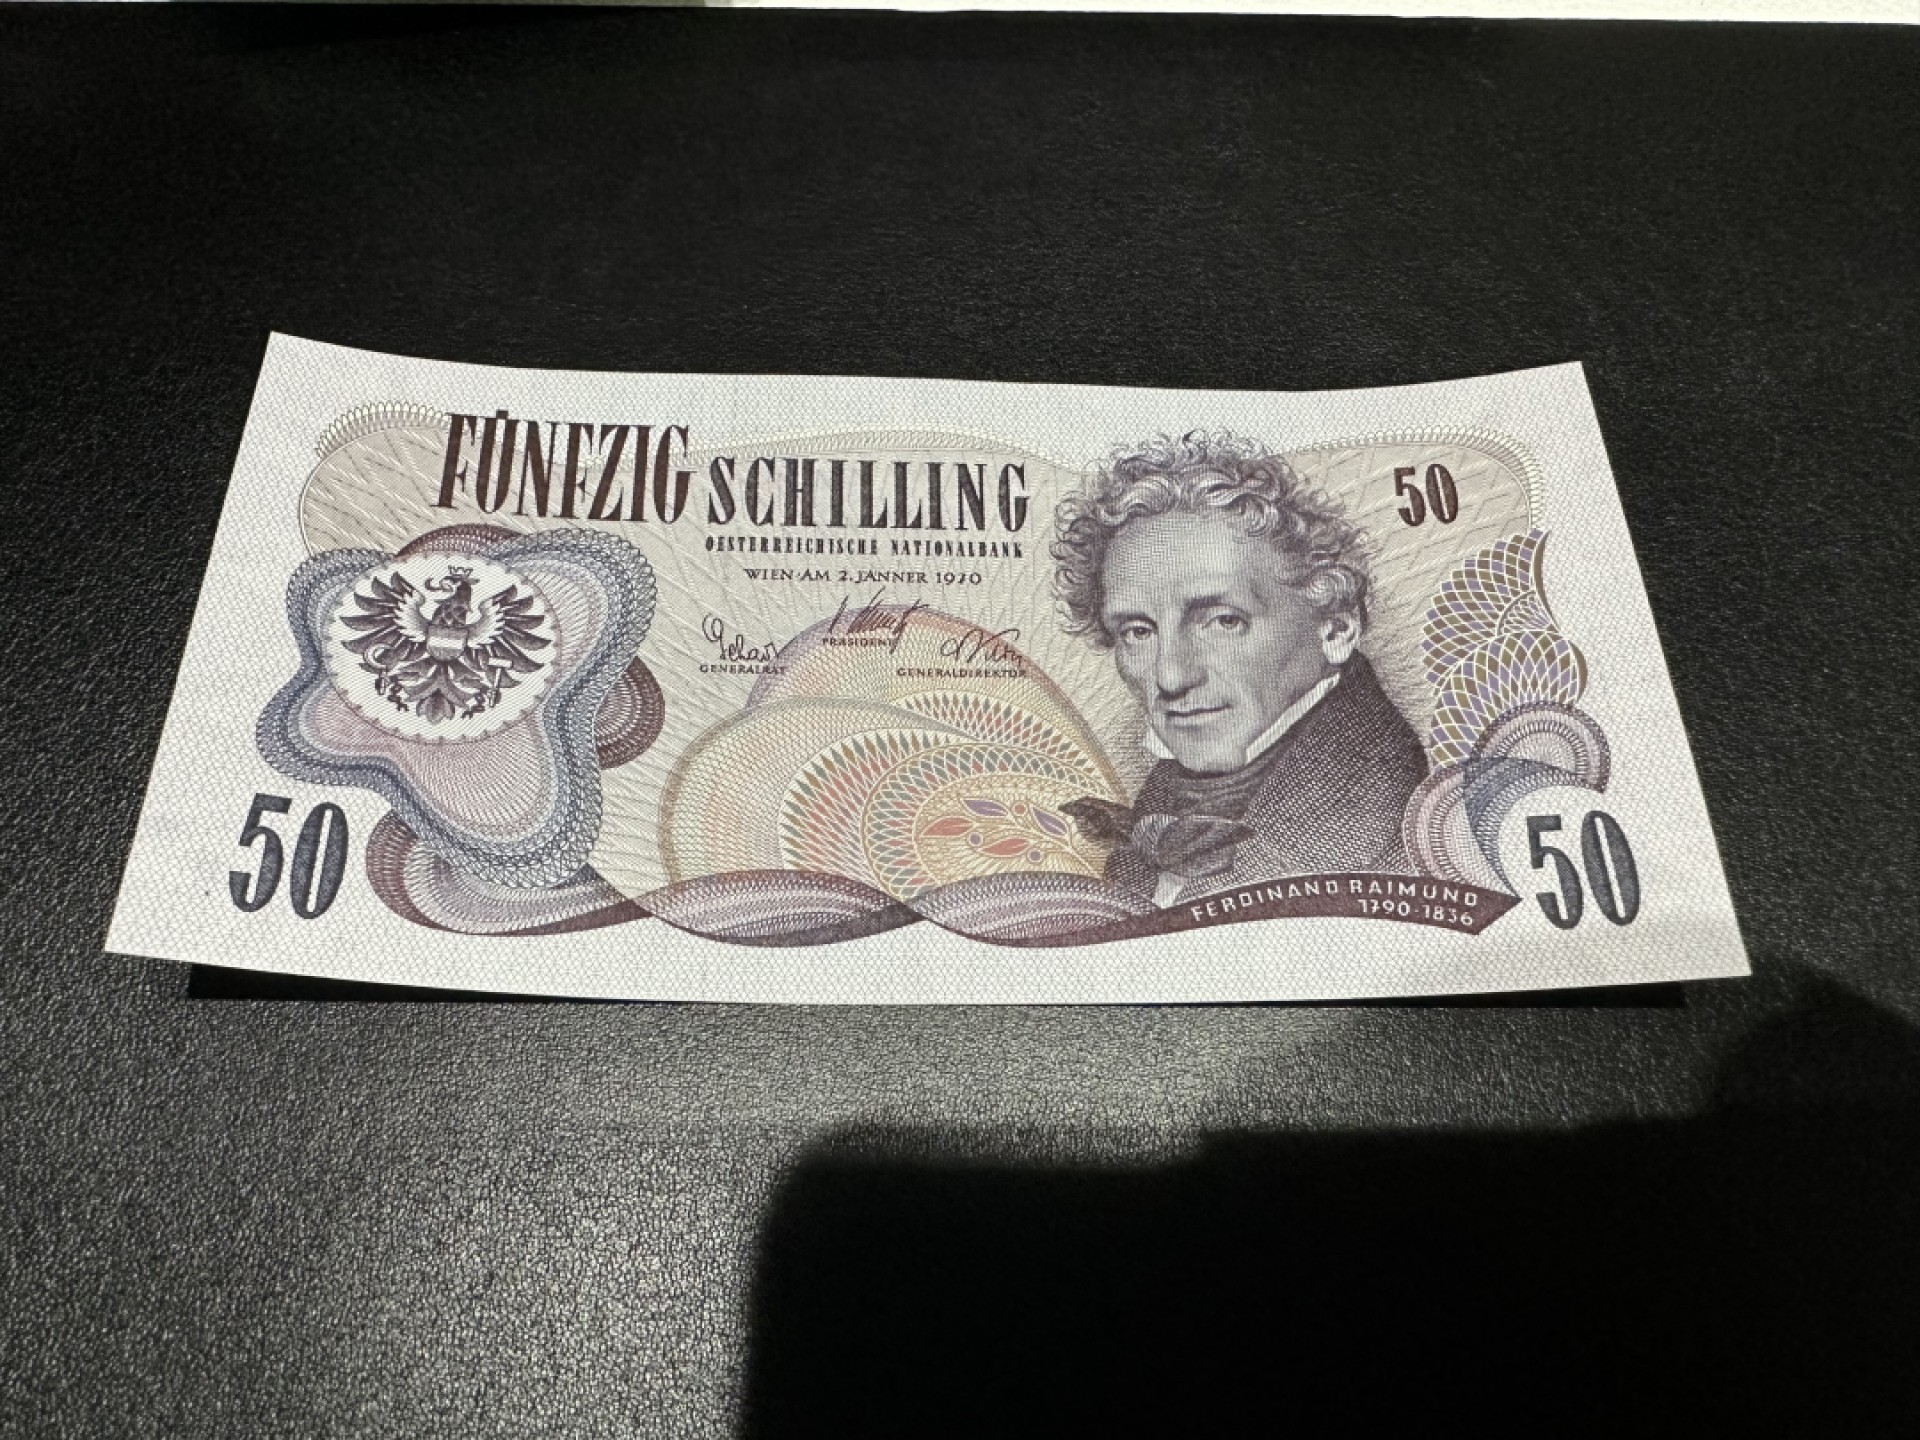 FÜNFZIG SCHILLING
OESTERREICHISCHE NATIONALBANK
WIEN·AM 2. JÄNNER 1970
50
GENERALRAT
PRÄSIDENT
GENERALDIREKTOR
50
FERDINAND RAIMUND
1790-1836
50